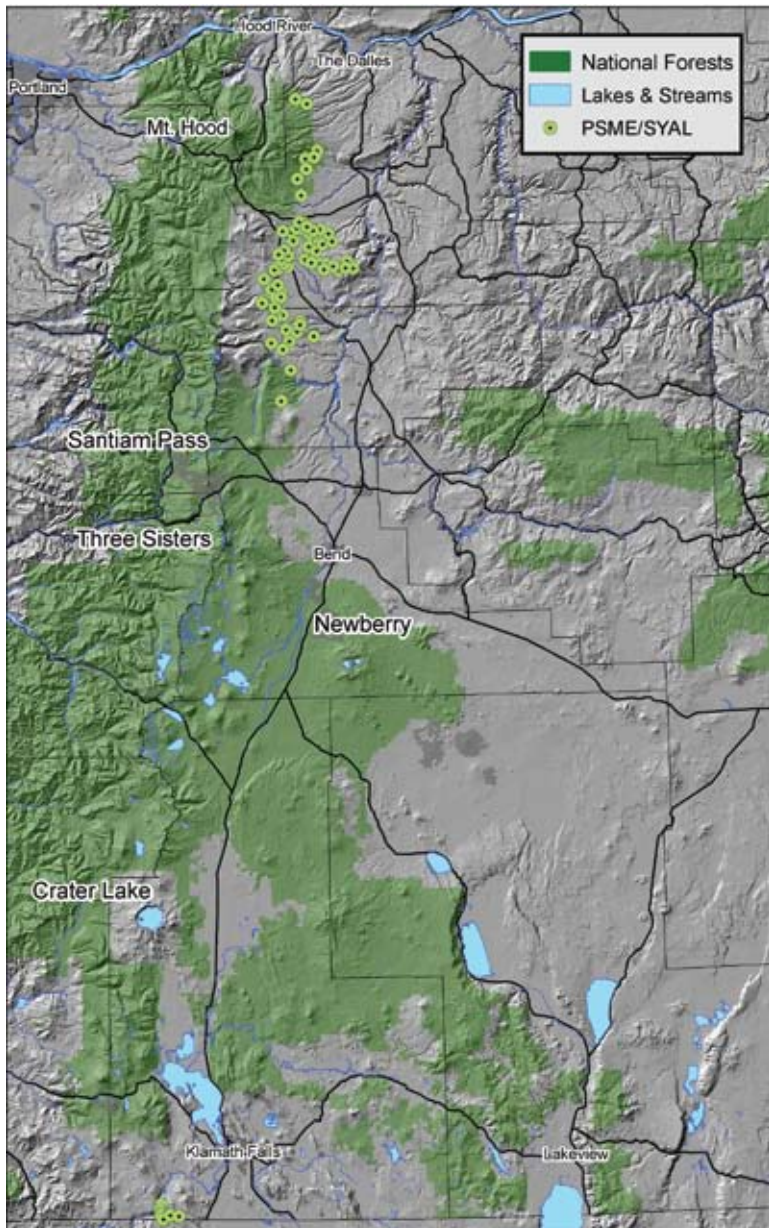 Hood River
The Dalles
Portland
Mt. Hood
National Forests
Lakes & Streams
PSME/SYAL
Santiam Pass
Three Sisters
Bend
Newberry
Crater Lake
Klamath Falls
Lakeview